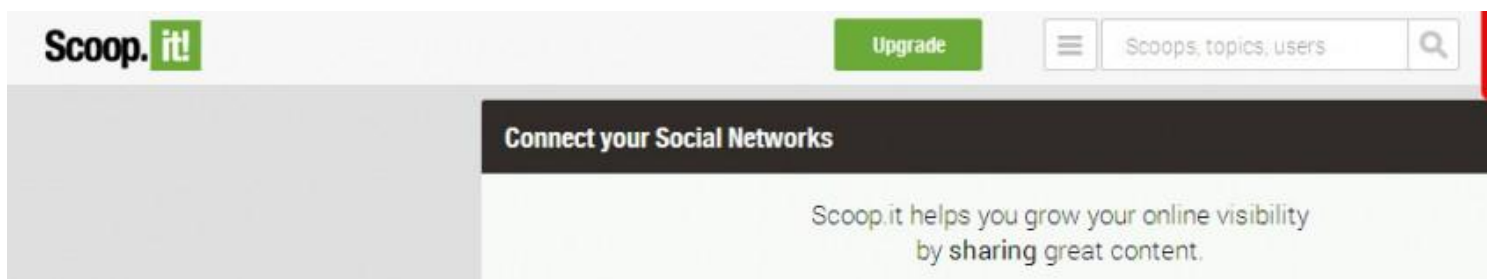 Scoop.it!
Upgrade
Scoops, topics, users
Connect your Social Networks
Scoop.it helps you grow your online visibility
by sharing great content.